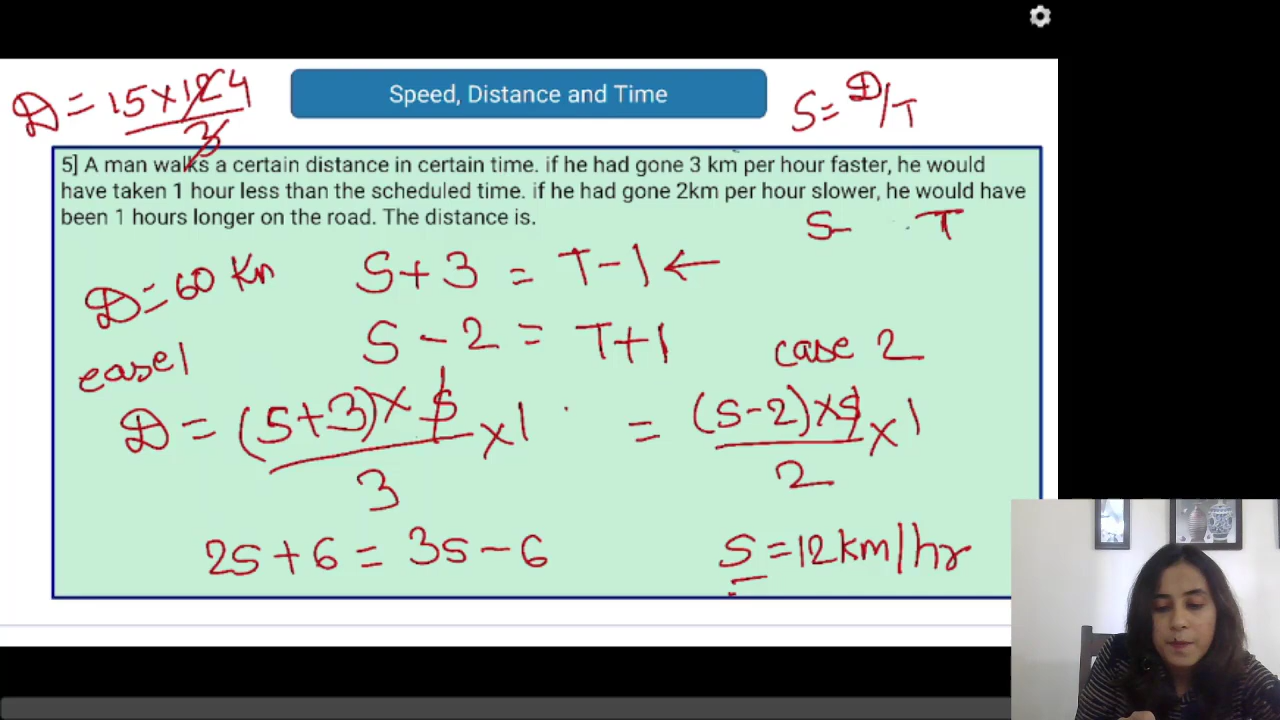 D = 15 x 12 4
3
Speed, Distance and Time
S = D/T
5] A man walks a certain distance in certain time. if he had gone 3 km per hour faster, he would
have taken 1 hour less than the scheduled time. if he had gone 2km per hour slower, he would have
been 1 hours longer on the road. The distance is.
S T
D = 60 Km
S + 3 = T - 1 ←
S - 2 = T + 1
case 1
case 2
D = (S+3) x S x 1 = (S-2) x S x 1
3 2
2S + 6 = 3S - 6
S = 12 km/hr